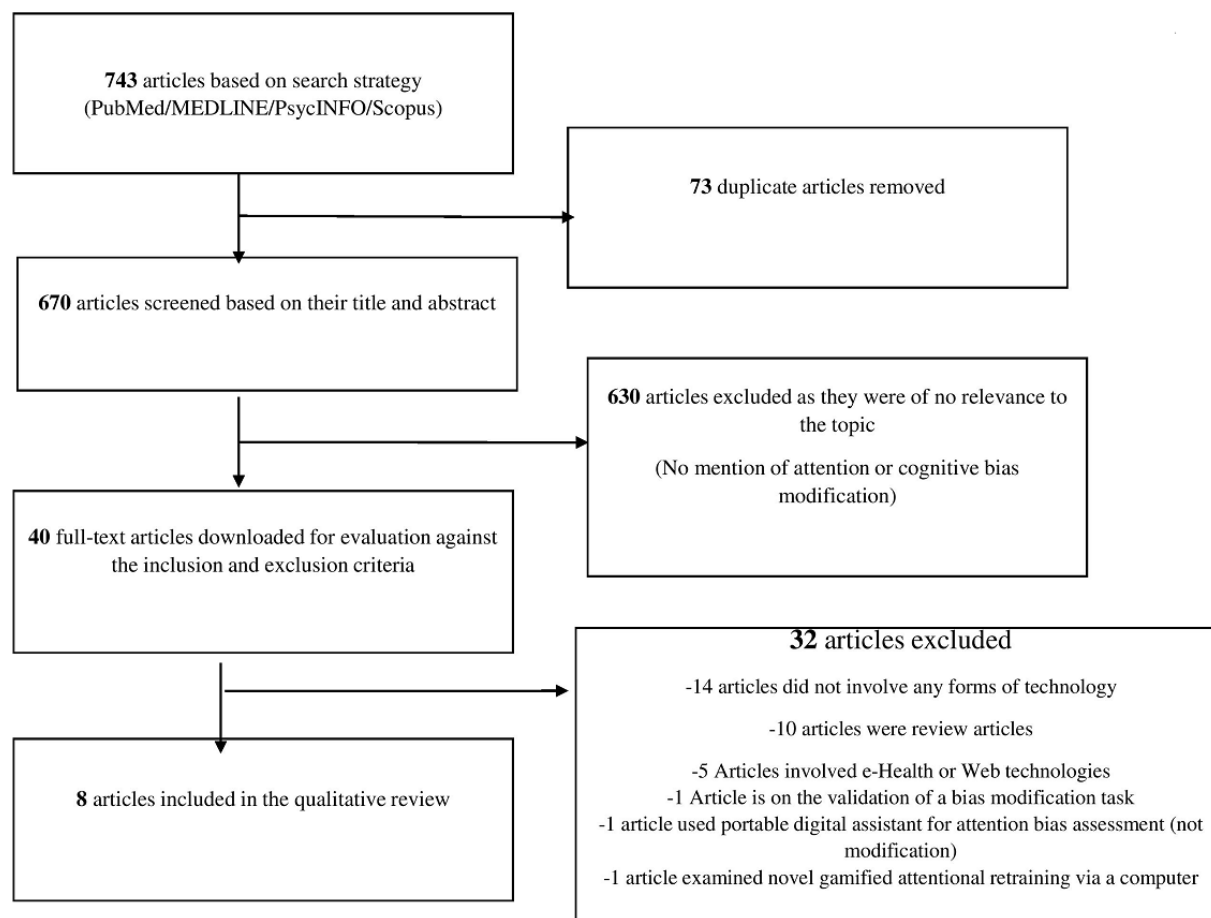 743 articles based on search strategy
(PubMed/MEDLINE/PsycINFO/Scopus)
73 duplicate articles removed
670 articles screened based on their title and abstract
630 articles excluded as they were of no relevance to
the topic
(No mention of attention or cognitive bias
modification)
40 full-text articles downloaded for evaluation against
the inclusion and exclusion criteria
32 articles excluded
-14 articles did not involve any forms of technology
-10 articles were review articles
-5 Articles involved e-Health or Web technologies
-1 Article is on the validation of a bias modification task
-1 article used portable digital assistant for attention bias assessment (not
modification)
-1 article examined novel gamified attentional retraining via a computer
8 articles included in the qualitative review